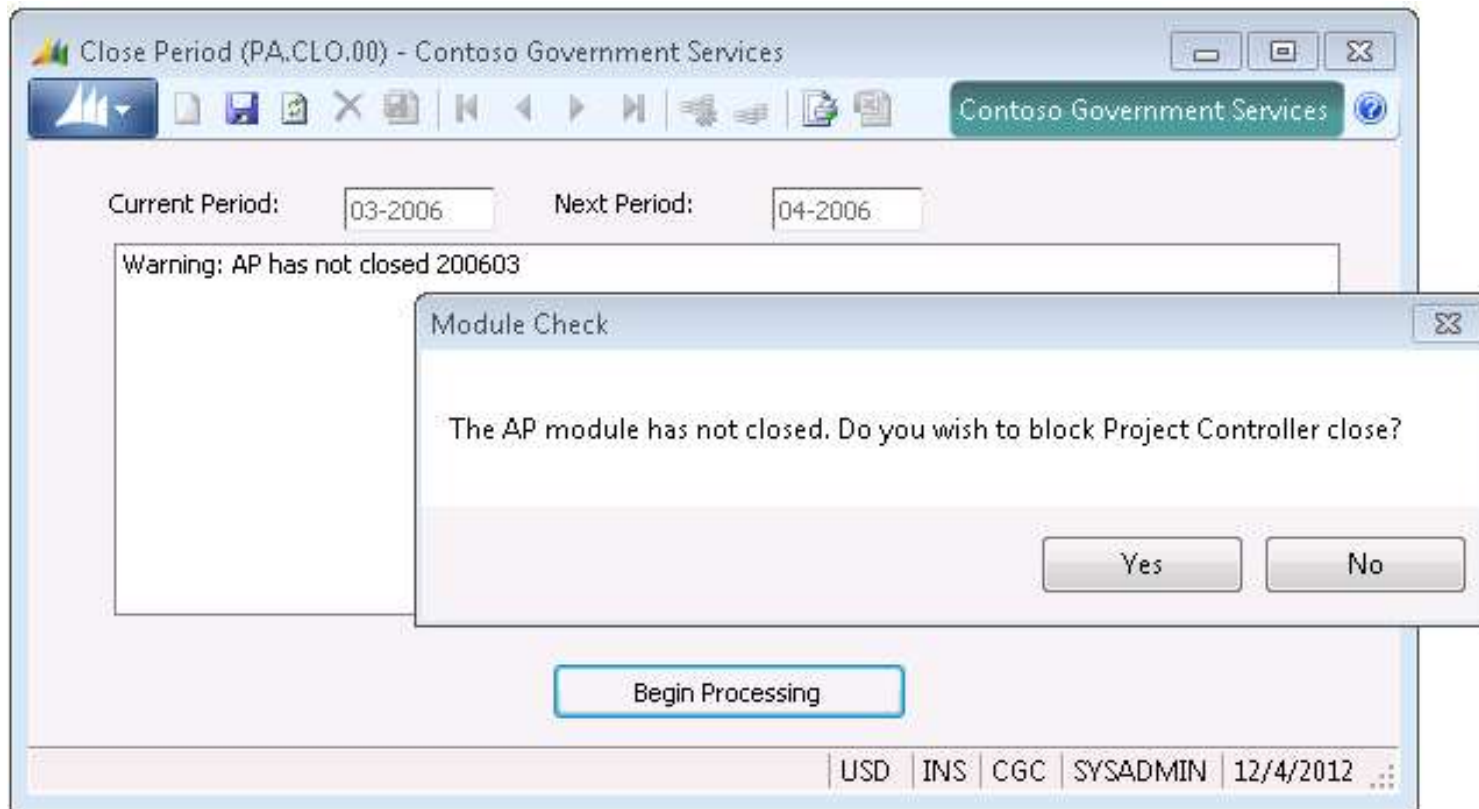 Close Period (PA.CLO.00) - Contoso Government Services
Contoso Government Services
Current Period: 03-2006 Next Period: 04-2006
Warning: AP has not closed 200603
Module Check
The AP module has not closed. Do you wish to block Project Controller close?
Yes No
Begin Processing
USD INS CGC SYSADMIN 12/4/2012